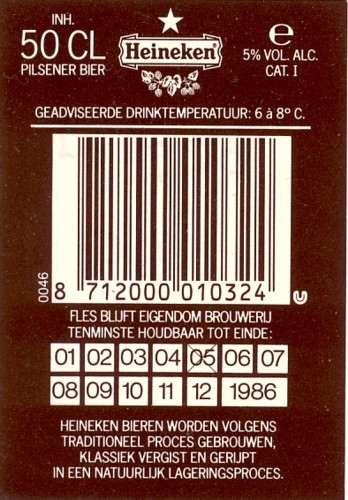 INH.
50 CL
PILSENER BIER
Heineken
e
5% VOL. ALC.
CAT. I
GEADVISEERDE DRINKTEMPERATUUR: 6 à 8° C.
0046
8 712000 010324
FLES BLIJFT EIGENDOM BROUWERIJ
TENMINSTE HOUDBAAR TOT EINDE:
01 02 03 04 05 06 07
08 09 10 11 12 1986
HEINEKEN BIEREN WORDEN VOLGENS
TRADITIONEEL PROCES GEBROUWEN,
KLASSIEK VERGIST EN GERIJPT
IN EEN NATUURLIJK LAGERINGSPROCES.